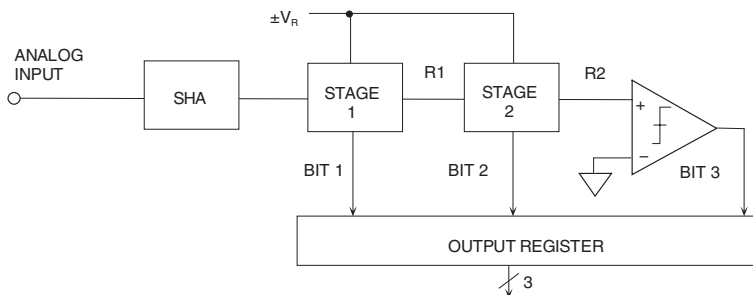 ±VR
ANALOG
INPUT
SHA
STAGE
1
R1
STAGE
2
R2
+
−
BIT 1
BIT 2
BIT 3
OUTPUT REGISTER
3